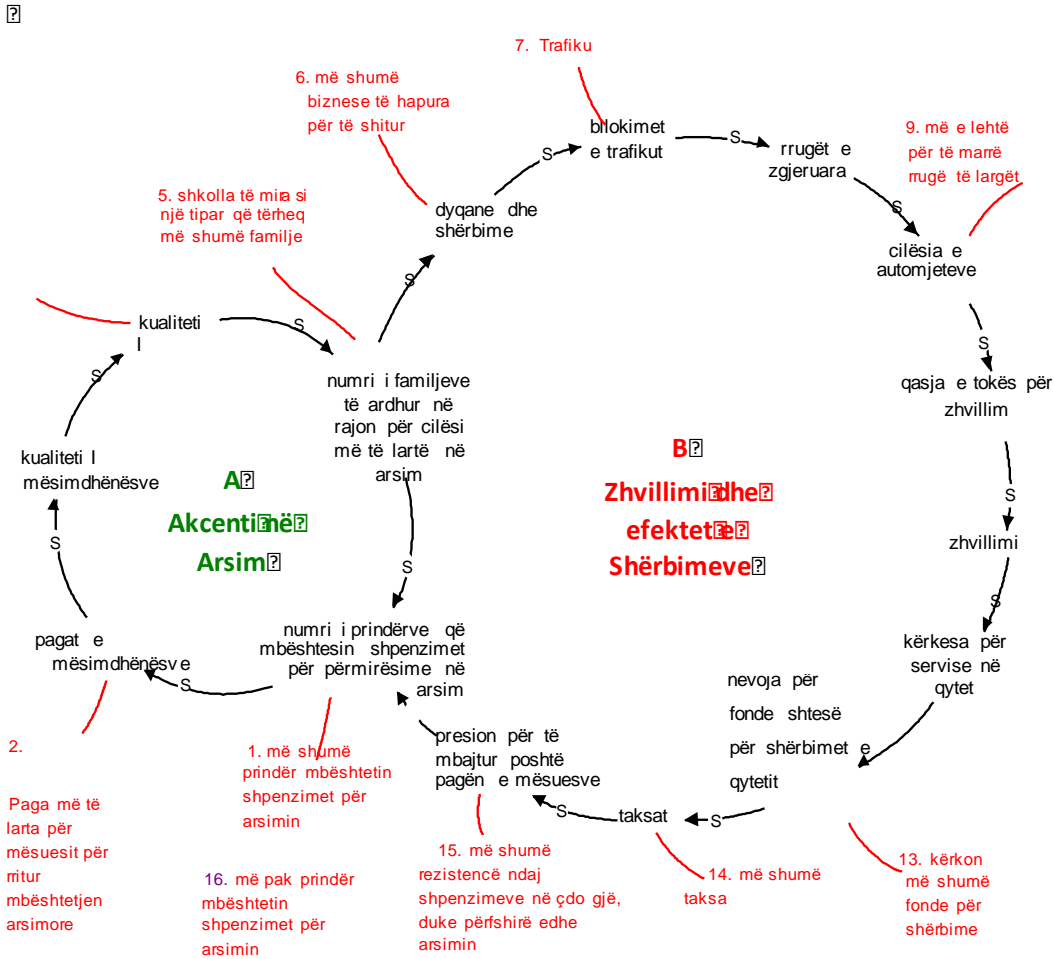 7. Trafiku
6. më shumë
biznese të hapura
për të shitur
bllokimet
e trafikut
S
S
rrugët e
zgjeruara
9. më e lehtë
për të marrë
rrugë të largët
5. shkolla të mira si
një tipar që tërheq
më shumë familje
dyqane dhe
shërbime
S
cilësia e
automjeteve
S
kualiteti
I
S
S
S
numri i familjeve
të ardhur në
rajon për cilësi
më të lartë në
arsim
qasja e tokës për
zhvillim
kualiteti I
mësimdhënësve
S
A
Akcenti në
Arsim
B
Zhvillimi dhe
efektet e
Shërbimeve
S
zhvillimi
S
S
S
numri i prindërve që
mbështesin shpenzimet
për përmirësime në
arsim
pagat e
mësimdhënësve
S
kërkesa për
servise në
qytet
nevoja për
fonde shtesë
për shërbimet e
qytetit
presion për të
mbajtur poshtë
pagën e mësuesve
S
taksat
S
2.
Paga më të
larta për
mësuesit për
rritur
mbështetjen
arsimore
1. më shumë
prindër mbështetin
shpenzimet për
arsimin
16. më pak prindër
mbështetin
shpenzimet për
arsimin
15. më shumë
rezistencë ndaj
shpenzimeve në çdo gjë,
duke përfshirë edhe
arsimin
14. më shumë
taksa
13. kërkon
më shumë
fonde për
shërbime